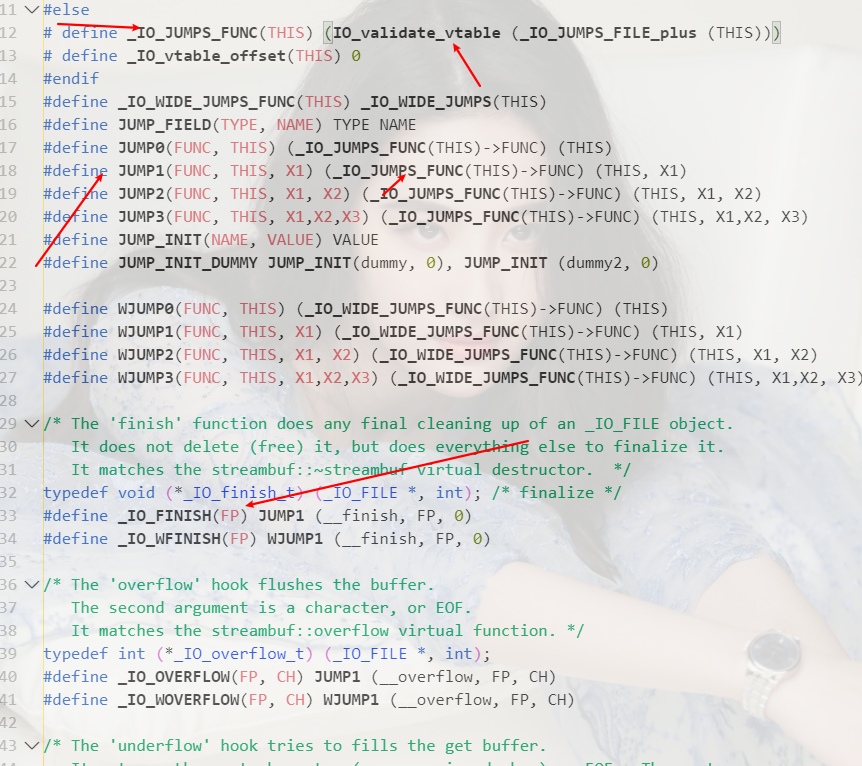 11 #else
12 # define _IO_JUMPS_FUNC(THIS) (IO_validate_vtable (_IO_JUMPS_FILE_plus (THIS)))
13 # define _IO_vtable_offset(THIS) 0
14 #endif
15 #define _IO_WIDE_JUMPS_FUNC(THIS) _IO_WIDE_JUMPS(THIS)
16 #define JUMP_FIELD(TYPE, NAME) TYPE NAME
17 #define JUMP0(FUNC, THIS) (_IO_JUMPS_FUNC(THIS)->FUNC) (THIS)
18 #define JUMP1(FUNC, THIS, X1) (_IO_JUMPS_FUNC(THIS)->FUNC) (THIS, X1)
19 #define JUMP2(FUNC, THIS, X1, X2) (_IO_JUMPS_FUNC(THIS)->FUNC) (THIS, X1, X2)
20 #define JUMP3(FUNC, THIS, X1,X2,X3) (_IO_JUMPS_FUNC(THIS)->FUNC) (THIS, X1,X2, X3)
21 #define JUMP_INIT(NAME, VALUE) VALUE
22 #define JUMP_INIT_DUMMY JUMP_INIT(dummy, 0), JUMP_INIT (dummy2, 0)
23
24 #define WJUMP0(FUNC, THIS) (_IO_WIDE_JUMPS_FUNC(THIS)->FUNC) (THIS)
25 #define WJUMP1(FUNC, THIS, X1) (_IO_WIDE_JUMPS_FUNC(THIS)->FUNC) (THIS, X1)
26 #define WJUMP2(FUNC, THIS, X1, X2) (_IO_WIDE_JUMPS_FUNC(THIS)->FUNC) (THIS, X1, X2)
27 #define WJUMP3(FUNC, THIS, X1,X2,X3) (_IO_WIDE_JUMPS_FUNC(THIS)->FUNC) (THIS, X1,X2, X3)
28
29 /* The 'finish' function does any final cleaning up of an _IO_FILE object.
30 It does not delete (free) it, but does everything else to finalize it.
31 It matches the streambuf::~streambuf virtual destructor. */
32 typedef void (*_IO_finish_t) (_IO_FILE *, int); /* finalize */
33 #define _IO_FINISH(FP) JUMP1 (__finish, FP, 0)
34 #define _IO_WFINISH(FP) WJUMP1 (__finish, FP, 0)
35
36 /* The 'overflow' hook flushes the buffer.
37 The second argument is a character, or EOF.
38 It matches the streambuf::overflow virtual function. */
39 typedef int (*_IO_overflow_t) (_IO_FILE *, int);
40 #define _IO_OVERFLOW(FP, CH) JUMP1 (__overflow, FP, CH)
41 #define _IO_WOVERFLOW(FP, CH) WJUMP1 (__overflow, FP, CH)
42
43 /* The 'underflow' hook tries to fills the get buffer.